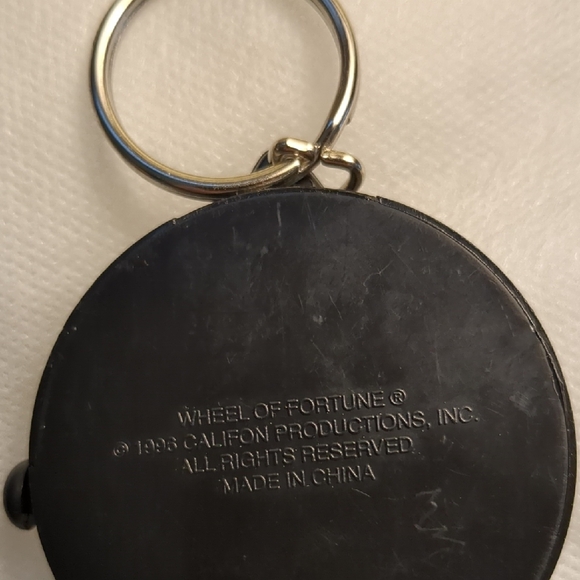 WHEEL OF FORTUNE ®
© 1996 CALIFON PRODUCTIONS, INC.
ALL RIGHTS RESERVED
MADE IN CHINA